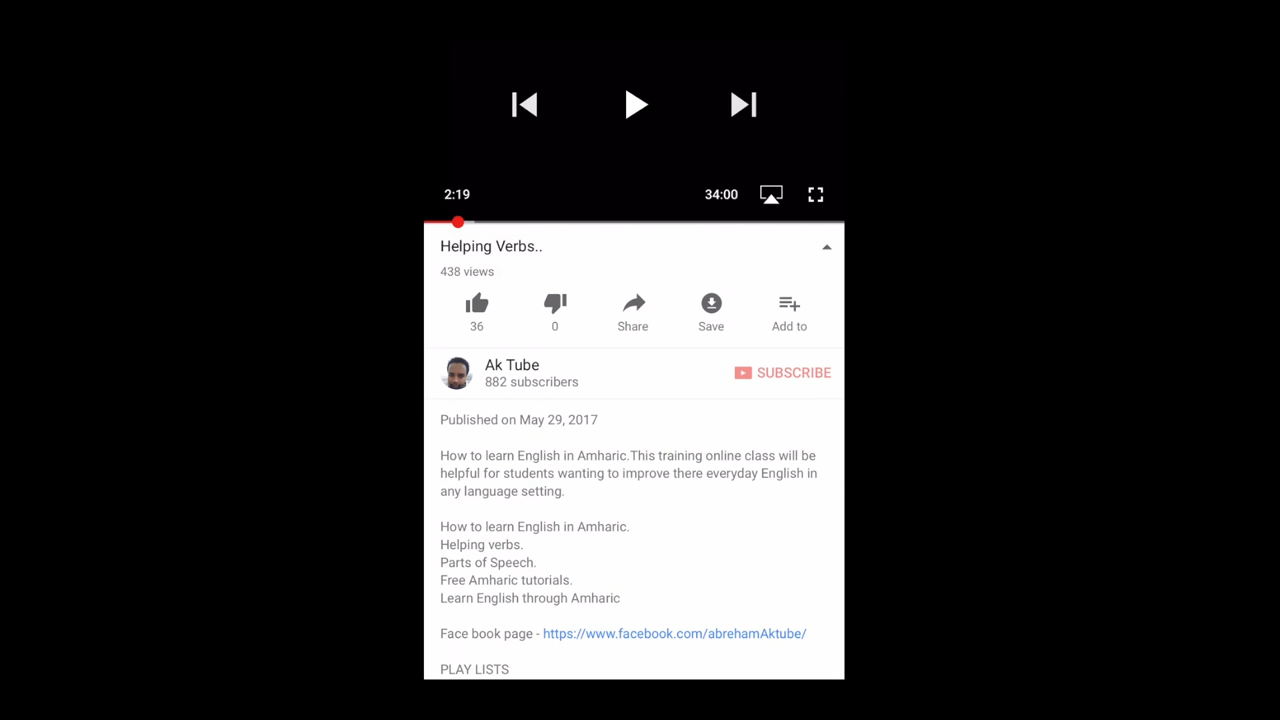 2:19 34:00
Helping Verbs..
438 views
36 0 Share Save Add to
Ak Tube
882 subscribers
SUBSCRIBE
Published on May 29, 2017
How to learn English in Amharic.This training online class will be
helpful for students wanting to improve there everyday English in
any language setting.
How to learn English in Amharic.
Helping verbs.
Parts of Speech.
Free Amharic tutorials.
Learn English through Amharic
Face book page - https://www.facebook.com/abrehamAktube/
PLAY LISTS